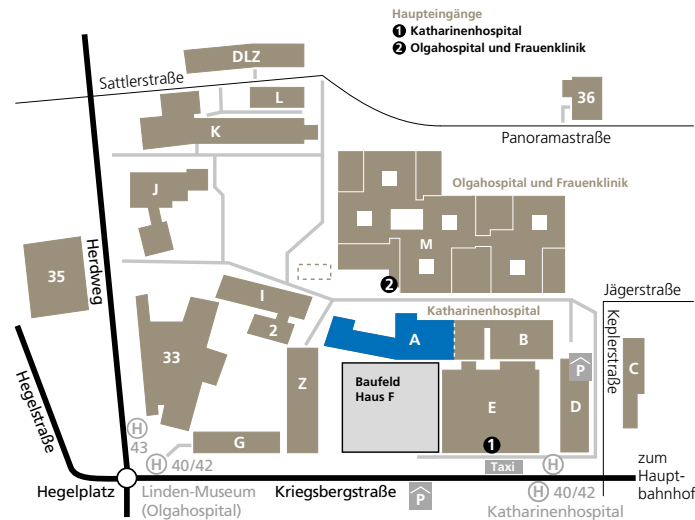 Haupteingänge
1 Katharinenhospital
2 Olgahospital und Frauenklinik
DLZ
Sattlerstraße
L
36
K
Panoramastraße
J
Olgahospital und Frauenklinik
M
35
Herdweg
2
I
Jägerstraße
Katharinenhospital
2
A
B
Keplerstraße
33
P
C
Z
Baufeld
Haus F
E
D
Hegelstraße
H
43
G
1
H 40/42
Taxi
H
zum
Haupt-
bahnhof
Hegelplatz
Linden-Museum
(Olgahospital)
Kriegsbergstraße
P
H 40/42
Katharinenhospital